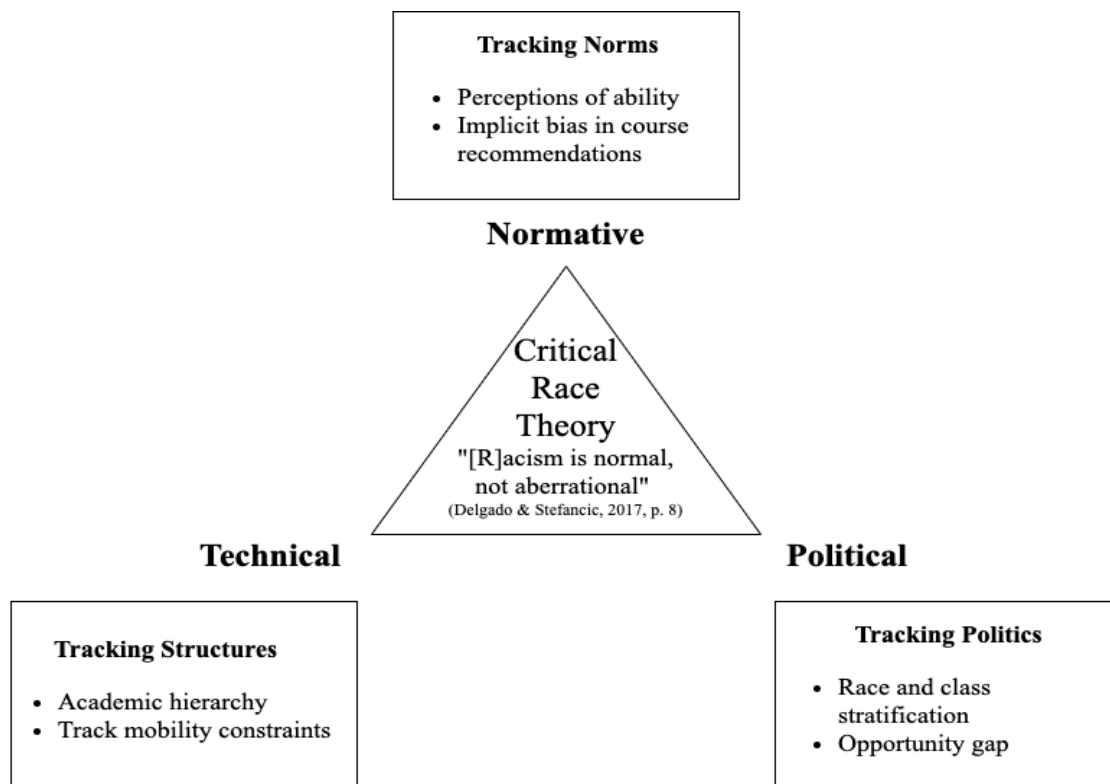 Tracking Norms
• Perceptions of ability
• Implicit bias in course
recommendations
Normative
Critical
Race
Theory
"[R]acism is normal,
not aberrational"
(Delgado & Stefancic, 2017, p. 8)
Technical
Political
Tracking Structures
• Academic hierarchy
• Track mobility constraints
Tracking Politics
• Race and class
stratification
• Opportunity gap